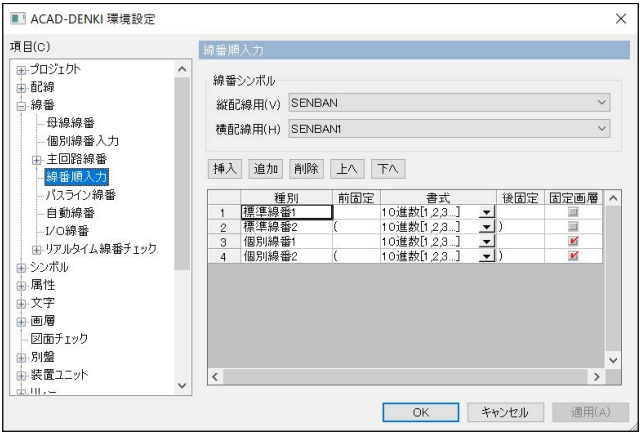 ACAD-DENKI 環境設定
項目(C)
プロジェクト
配線
線番
母線線番
個別線番入力
主回路線番
線番順入力
パスライン線番
自動線番
I/O線番
リアルタイム線番チェック
シンボル
属性
文字
画層
図面チェック
別盤
装置ユニット
線番順入力
線番シンボル
縦配線用(V) SENBAN
横配線用(H) SENBAN1
挿入 追加 削除 上へ 下へ
種別 前固定 書式 後固定 固定画層
1 標準線番1 10進数[1,2,3...]
2 標準線番2 ( 10進数[1,2,3...] )
3 個別線番1 10進数[1,2,3...]
4 個別線番2 ( 10進数[1,2,3...] )
OK キャンセル 適用(A)